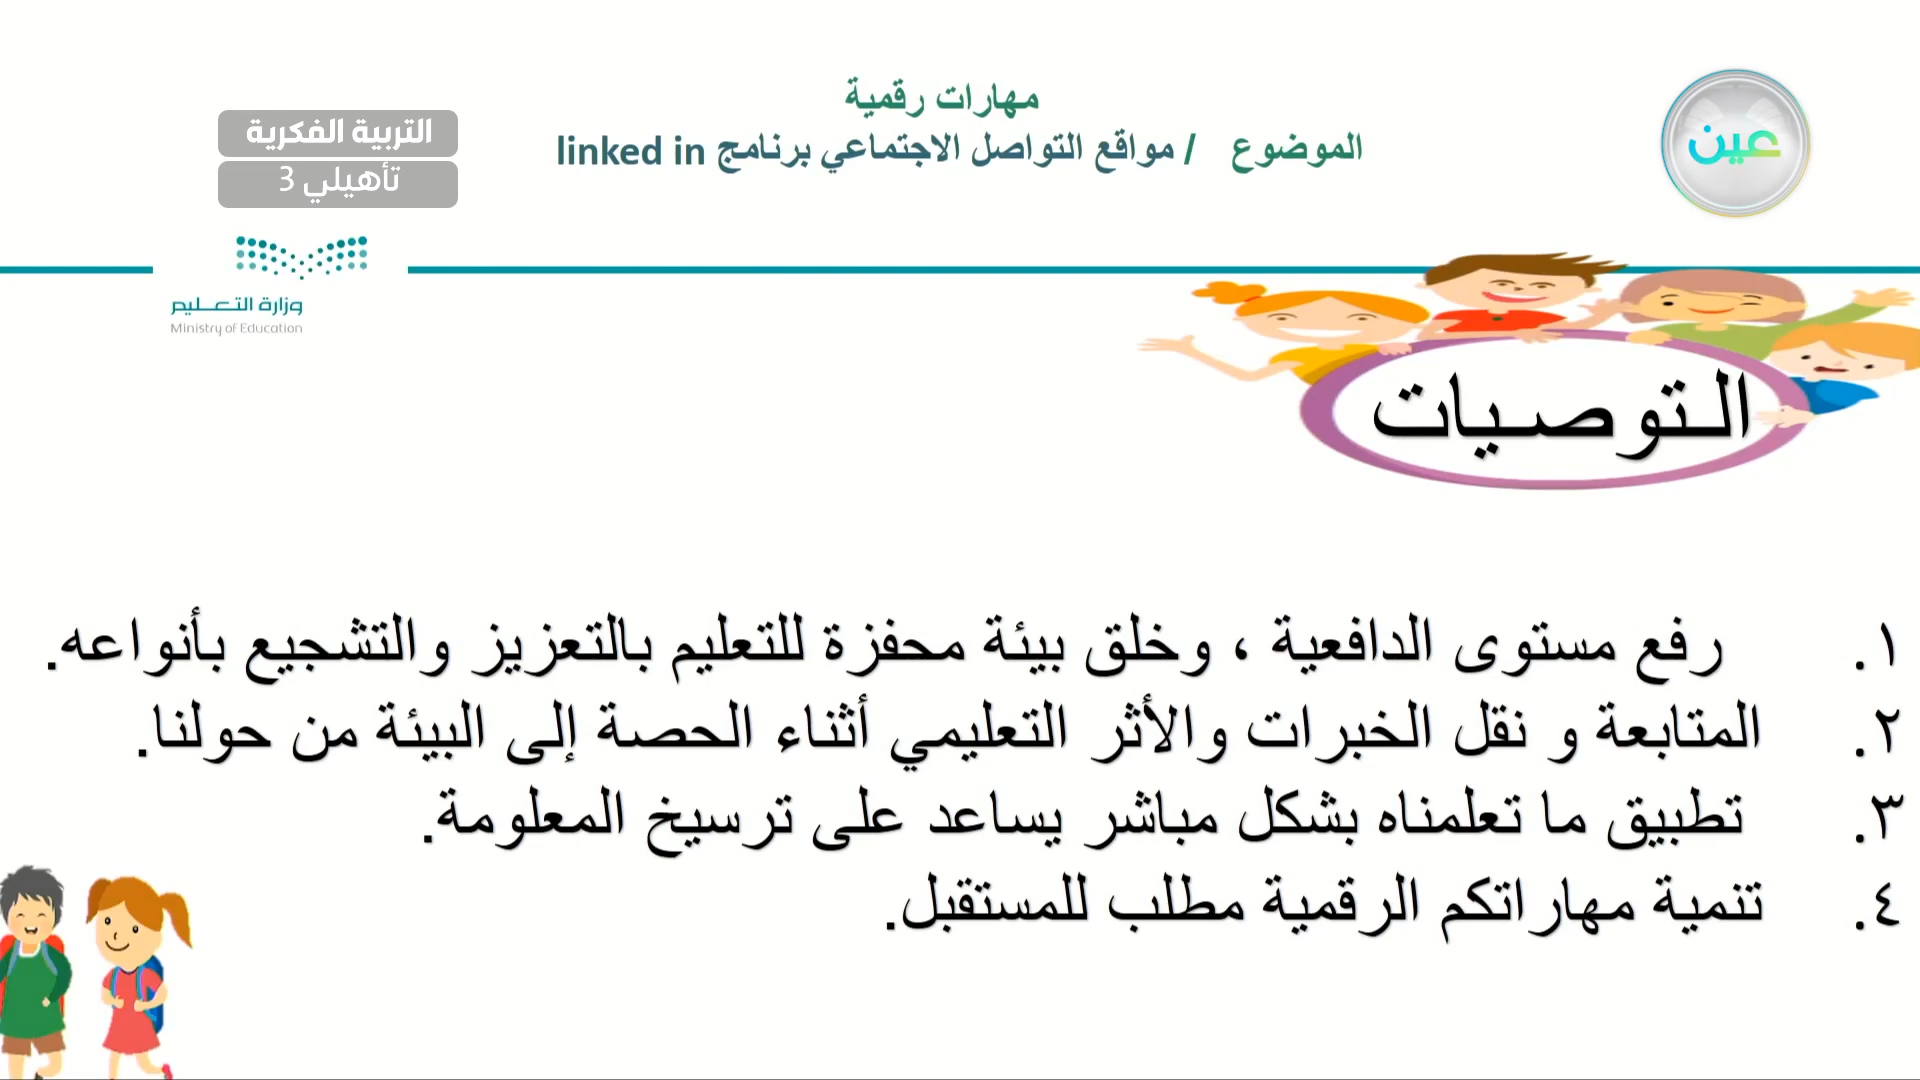 مهارات رقمية
الموضوع / مواقع التواصل الاجتماعي برنامج linked in
عين
التربية الفكرية
تأهيلي 3
وزارة التعليم
Ministry of Education
التوصيات
١. رفع مستوى الدافعية ، وخلق بيئة محفزة للتعليم بالتعزيز والتشجيع بأنواعه.
٢. المتابعة و نقل الخبرات والأثر التعليمي أثناء الحصة إلى البيئة من حولنا.
٣. تطبيق ما تعلمناه بشكل مباشر يساعد على ترسيخ المعلومة.
٤. تنمية مهاراتكم الرقمية مطلب للمستقبل.